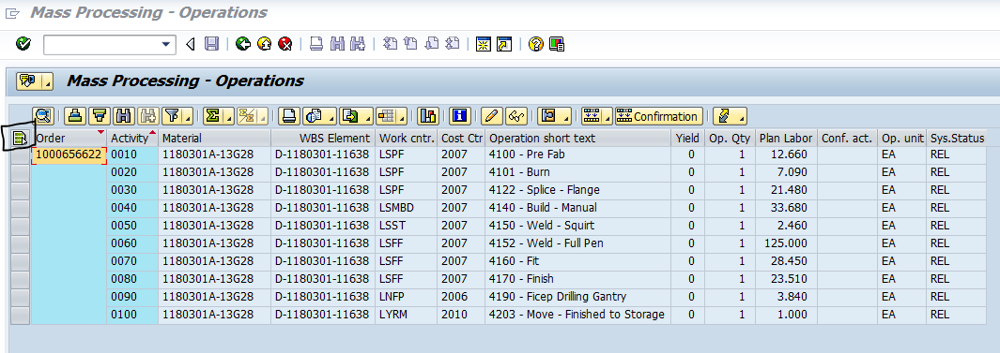 Mass Processing - Operations
Mass Processing - Operations
Confirmation
Order Activity Material WBS Element Work cntr. Cost Ctr Operation short text Yield Op. Qty Plan Labor Conf. act. Op. unit Sys.Status
1000656622 0010 1180301A-13G28 D-1180301-11638 LSPF 2007 4100 - Pre Fab 0 1 12.660 EA REL
0020 1180301A-13G28 D-1180301-11638 LSPF 2007 4101 - Burn 0 1 7.090 EA REL
0030 1180301A-13G28 D-1180301-11638 LSPF 2007 4122 - Splice - Flange 0 1 21.480 EA REL
0040 1180301A-13G28 D-1180301-11638 LSMBD 2007 4140 - Build - Manual 0 1 33.680 EA REL
0050 1180301A-13G28 D-1180301-11638 LSST 2007 4150 - Weld - Squirt 0 1 2.460 EA REL
0060 1180301A-13G28 D-1180301-11638 LSFF 2007 4152 - Weld - Full Pen 0 1 125.000 EA REL
0070 1180301A-13G28 D-1180301-11638 LSFF 2007 4160 - Fit 0 1 28.450 EA REL
0080 1180301A-13G28 D-1180301-11638 LSFF 2007 4170 - Finish 0 1 23.510 EA REL
0090 1180301A-13G28 D-1180301-11638 LNFP 2006 4190 - Ficep Drilling Gantry 0 1 3.840 EA REL
0100 1180301A-13G28 D-1180301-11638 LYRM 2010 4203 - Move - Finished to Storage 0 1 1.000 EA REL